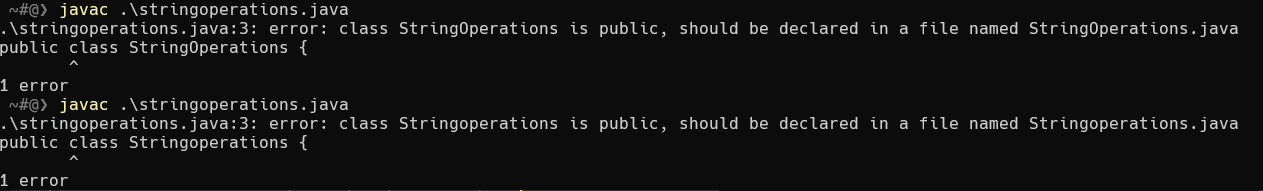 ~#@❯ javac .\stringoperations.java
.\stringoperations.java:3: error: class StringOperations is public, should be declared in a file named StringOperations.java
public class StringOperations {
       ^
1 error
~#@❯ javac .\stringoperations.java
.\stringoperations.java:3: error: class Stringoperations is public, should be declared in a file named Stringoperations.java
public class Stringoperations {
       ^
1 error